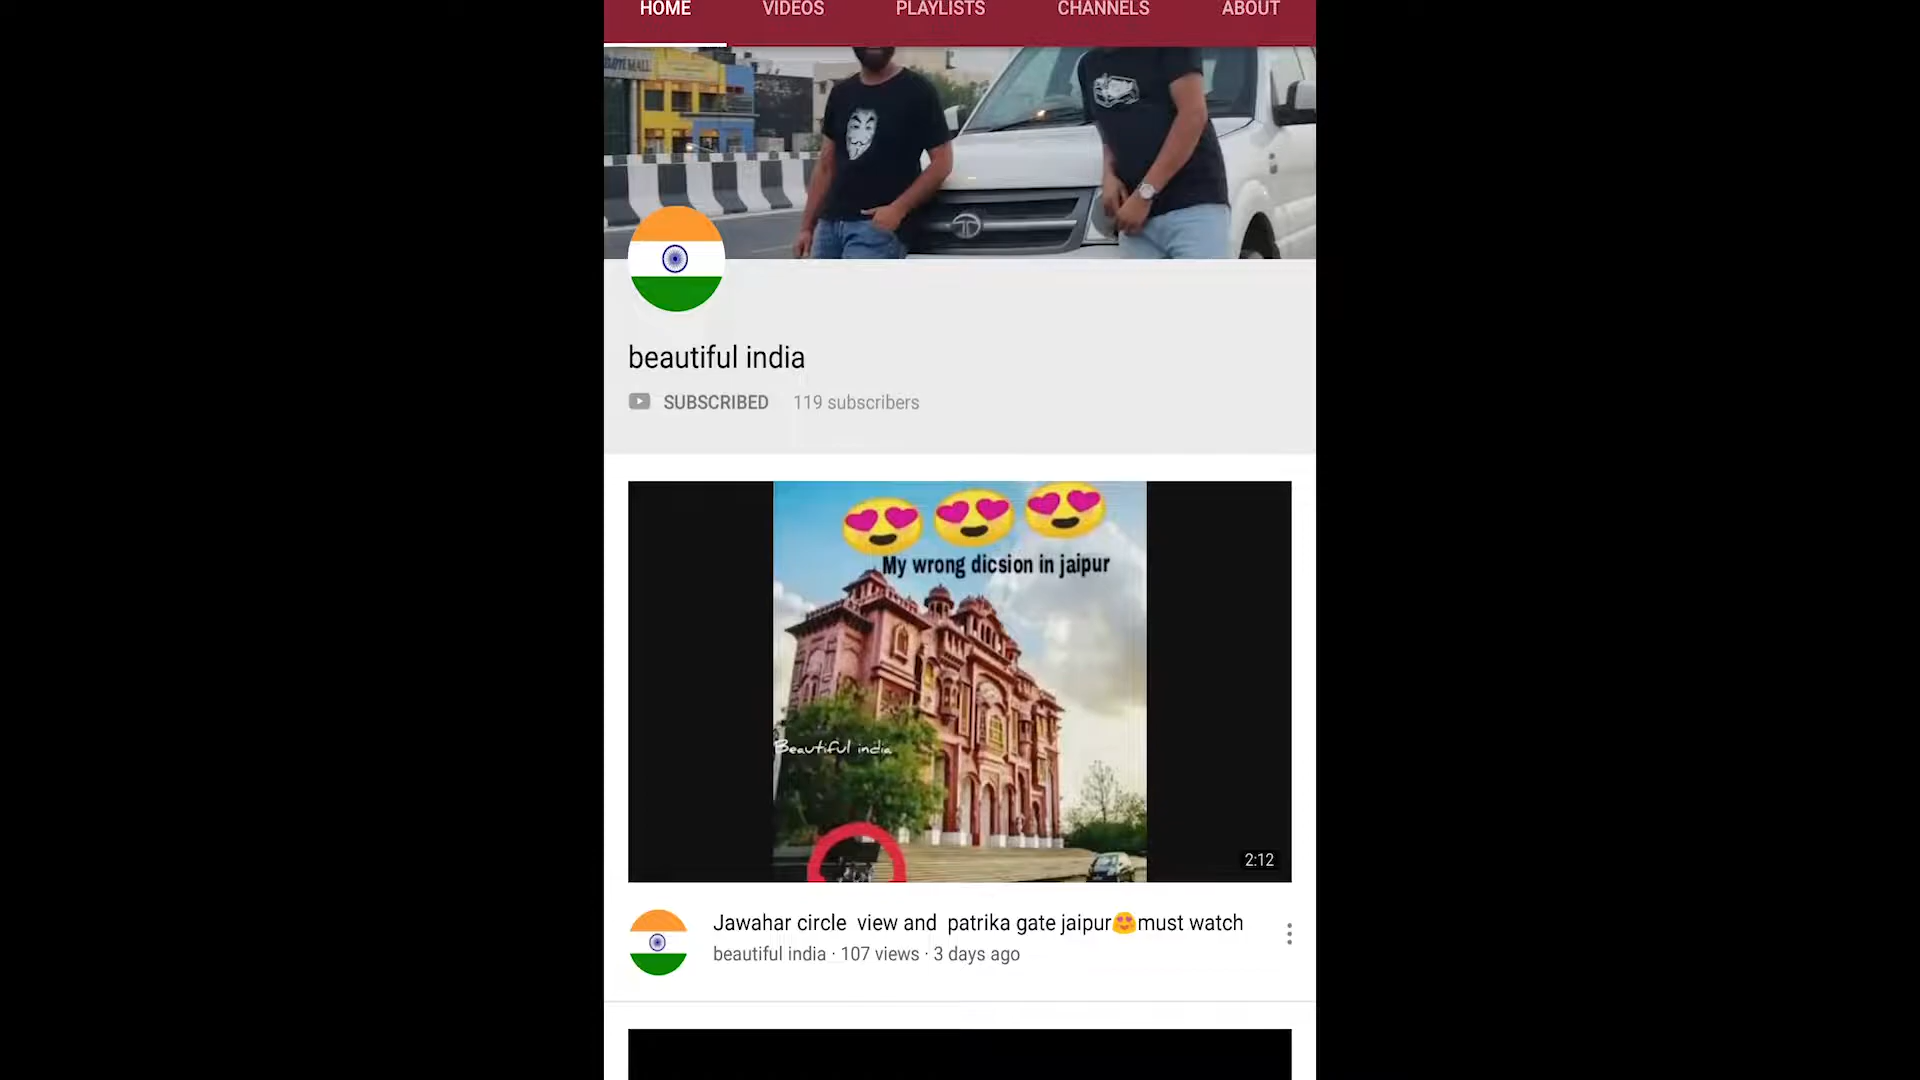 HOME VIDEOS PLAYLISTS CHANNELS ABOUT
beautiful india
SUBSCRIBED 119 subscribers
My wrong dicsion in jaipur
Beautiful india
2:12
Jawahar circle view and patrika gate jaipur😍must watch
beautiful india · 107 views · 3 days ago